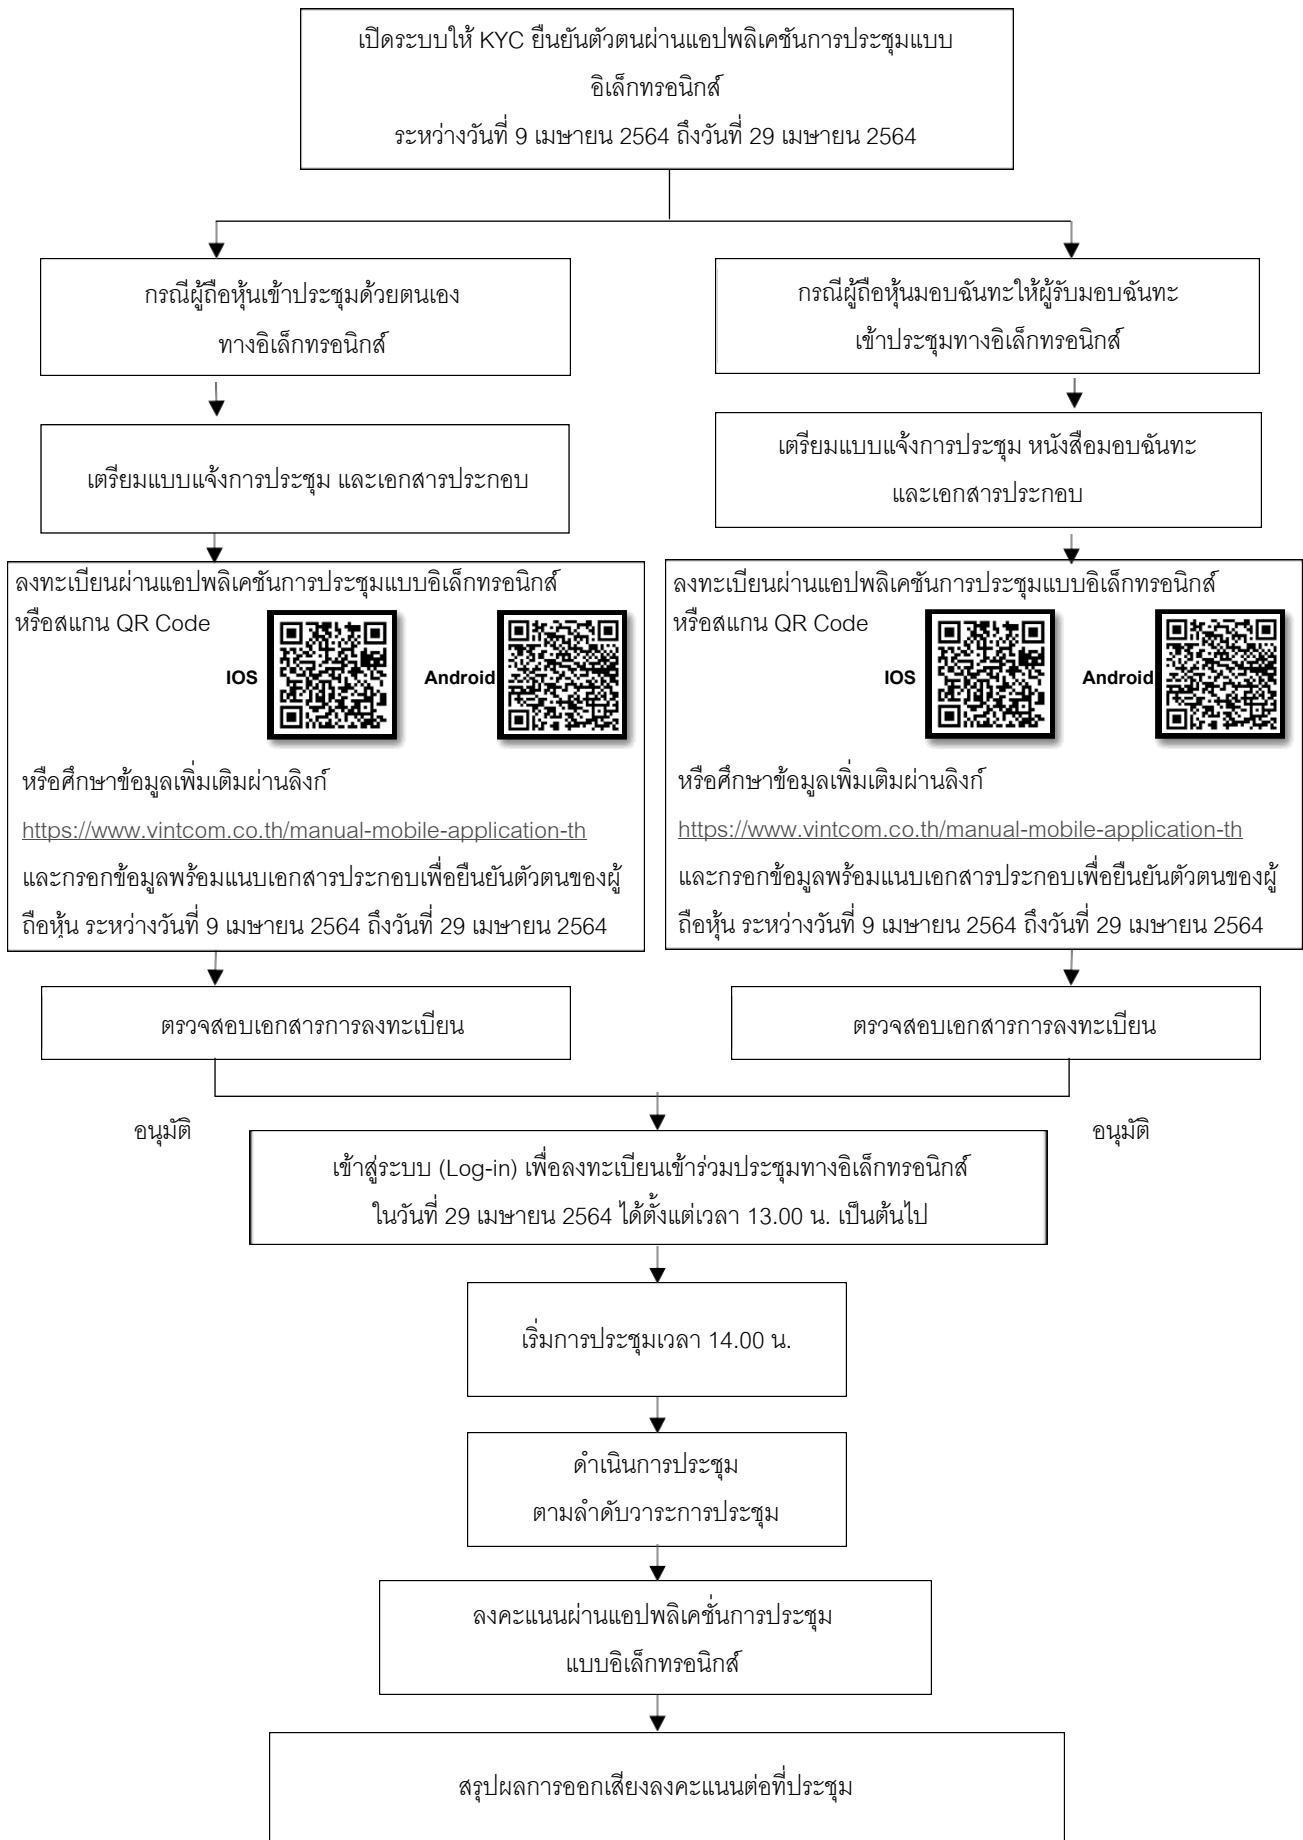 เปิดระบบให้ KYC ยืนยันตัวตนผ่านแอปพลิเคชันการประชุมแบบ
อิเล็กทรอนิกส์
ระหว่างวันที่ 9 เมษายน 2564 ถึงวันที่ 29 เมษายน 2564
กรณีผู้ถือหุ้นเข้าประชุมด้วยตนเอง
ทางอิเล็กทรอนิกส์
เตรียมแบบแจ้งการประชุม และเอกสารประกอบ
ลงทะเบียนผ่านแอปพลิเคชันการประชุมแบบอิเล็กทรอนิกส์
หรือสแกน QR Code
IOS
Android
หรือศึกษาข้อมูลเพิ่มเติมผ่านลิงก์
https://www.vintcom.co.th/manual-mobile-application-th
และกรอกข้อมูลพร้อมแนบเอกสารประกอบเพื่อยืนยันตัวตนของผู้
ถือหุ้น ระหว่างวันที่ 9 เมษายน 2564 ถึงวันที่ 29 เมษายน 2564
ตรวจสอบเอกสารการลงทะเบียน
อนุมัติ
กรณีผู้ถือหุ้นมอบฉันทะให้ผู้รับมอบฉันทะ
เข้าประชุมทางอิเล็กทรอนิกส์
เตรียมแบบแจ้งการประชุม หนังสือมอบฉันทะ
และเอกสารประกอบ
ลงทะเบียนผ่านแอปพลิเคชันการประชุมแบบอิเล็กทรอนิกส์
หรือสแกน QR Code
IOS
Android
หรือศึกษาข้อมูลเพิ่มเติมผ่านลิงก์
https://www.vintcom.co.th/manual-mobile-application-th
และกรอกข้อมูลพร้อมแนบเอกสารประกอบเพื่อยืนยันตัวตนของผู้
ถือหุ้น ระหว่างวันที่ 9 เมษายน 2564 ถึงวันที่ 29 เมษายน 2564
ตรวจสอบเอกสารการลงทะเบียน
อนุมัติ
เข้าสู่ระบบ (Log-in) เพื่อลงทะเบียนเข้าร่วมประชุมทางอิเล็กทรอนิกส์
ในวันที่ 29 เมษายน 2564 ได้ตั้งแต่เวลา 13.00 น. เป็นต้นไป
เริ่มการประชุมเวลา 14.00 น.
ดำเนินการประชุม
ตามลำดับวาระการประชุม
ลงคะแนนผ่านแอปพลิเคชั่นการประชุม
แบบอิเล็กทรอนิกส์
สรุปผลการออกเสียงลงคะแนนต่อที่ประชุม